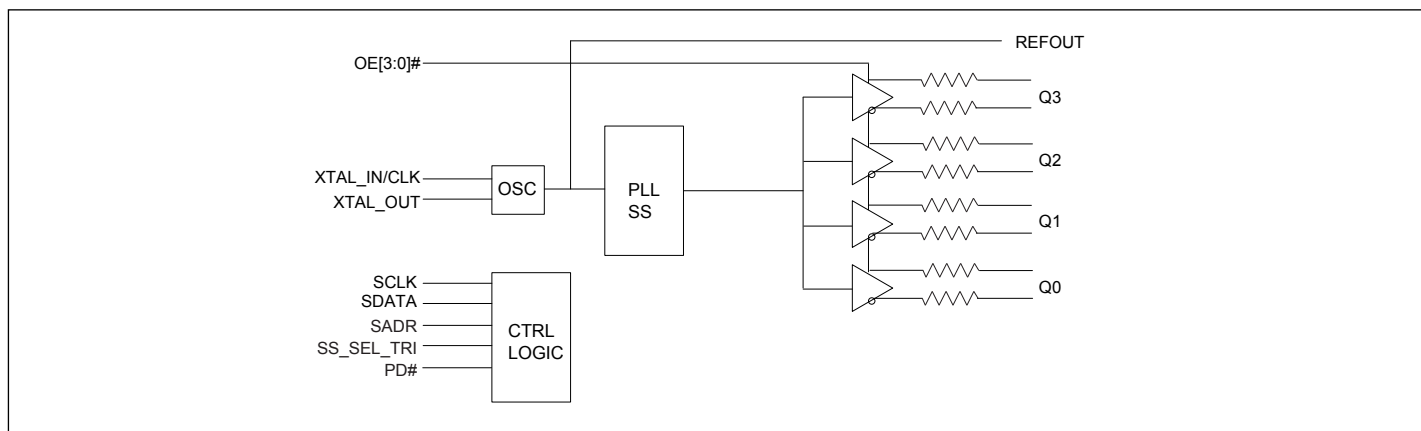 REFOUT
OE[3:0]#
Q3
Q2
XTAL_IN/CLK
OSC
XTAL_OUT
PLL
SS
Q1
SCLK
SDATA
SADR
SS_SEL_TRI
PD#
CTRL
LOGIC
Q0